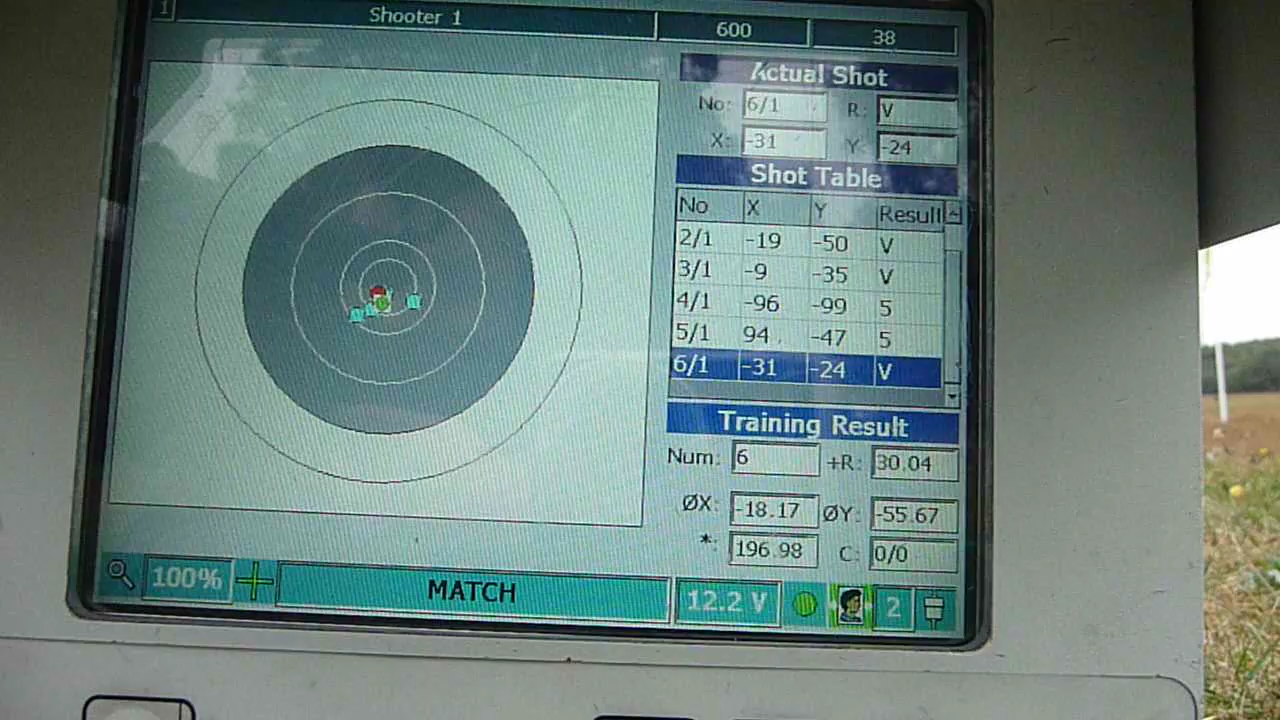 1 Shooter 1 600 38
Actual Shot
No: 6/1 R: V
X: -31 Y: -24
Shot Table
No X Y Result
2/1 -19 -50 V
3/1 -9 -35 V
4/1 -96 -99 5
5/1 94 -47 5
6/1 -31 -24 V
Training Result
Num: 6 +R: 30.04
ØX: -18.17 ØY: -55.67
*: 196.98 C: 0/0
100% MATCH 12.2 V 2